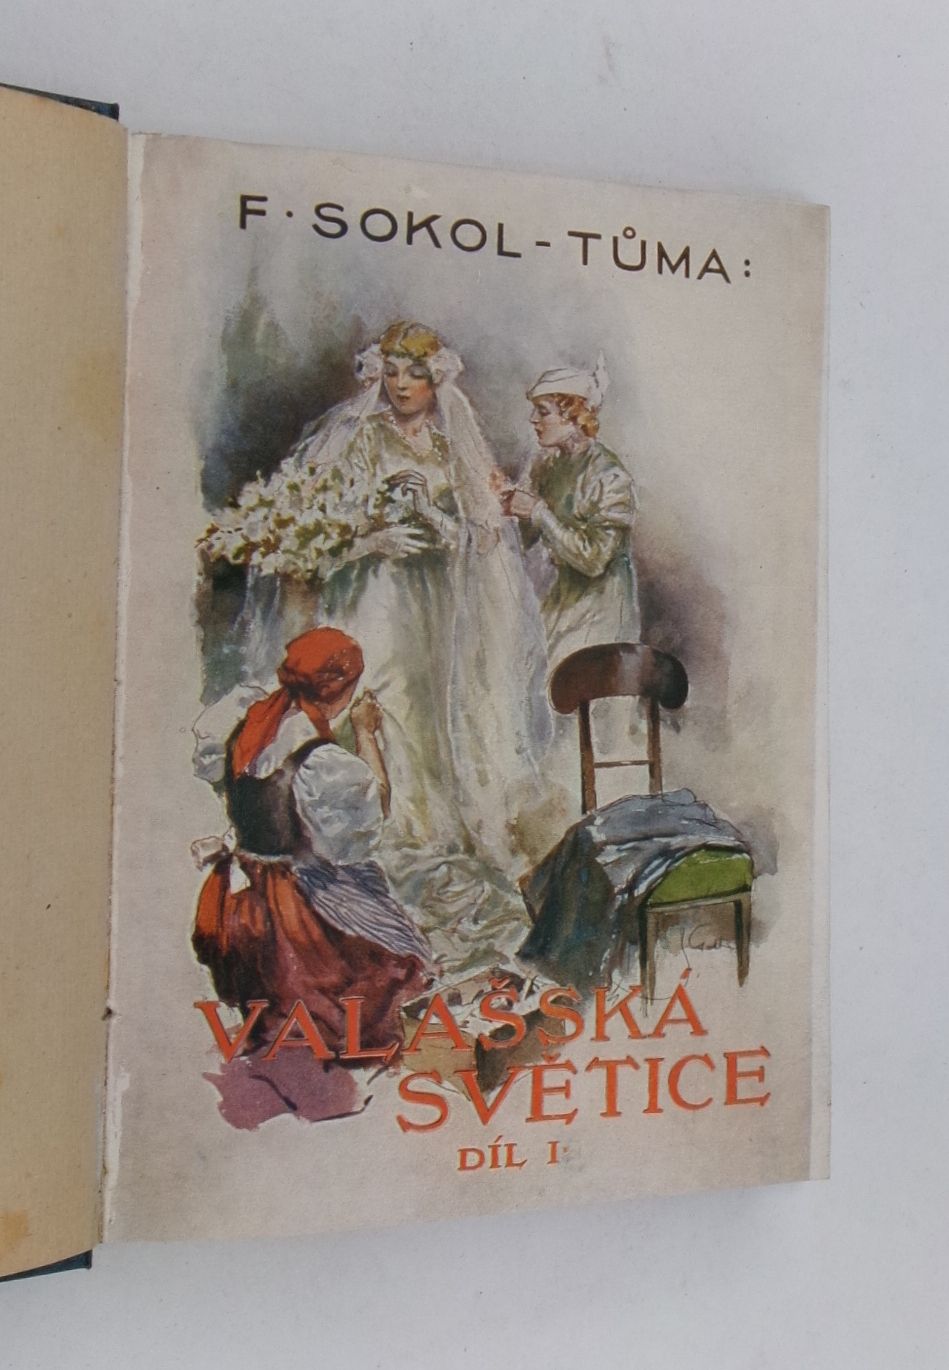 F. SOKOL-TŮMA:
VALAŠSKÁ
SVĚTICE
DÍL I.